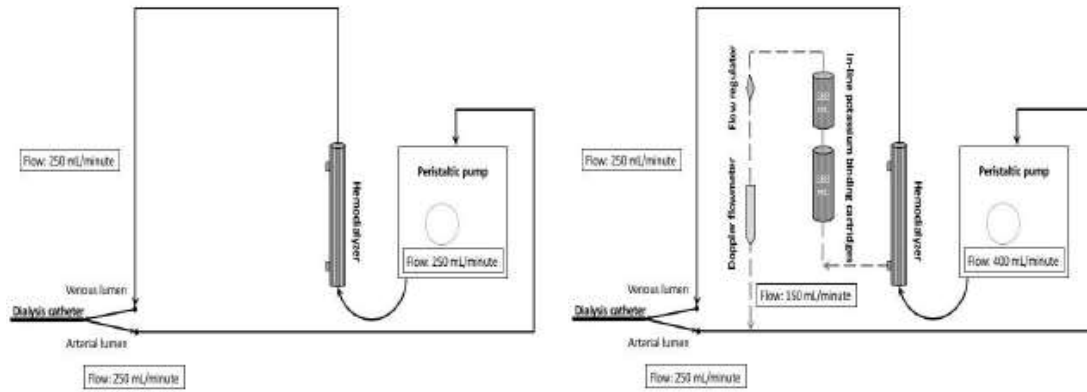 Flow: 250 mL/minute
Hemodialyzer
Peristaltic pump
Flow: 250 mL/minute
Venous lumen
Dialysis catheter
Arterial lumen
Flow: 250 mL/minute
Flow: 250 mL/minute
Flow regulator
Doppler flowmeter
mL
mL
In-line potassium binding cartridges
Hemodialyzer
Peristaltic pump
Flow: 400 mL/minute
Flow: 150 mL/minute
Venous lumen
Dialysis catheter
Arterial lumen
Flow: 250 mL/minute